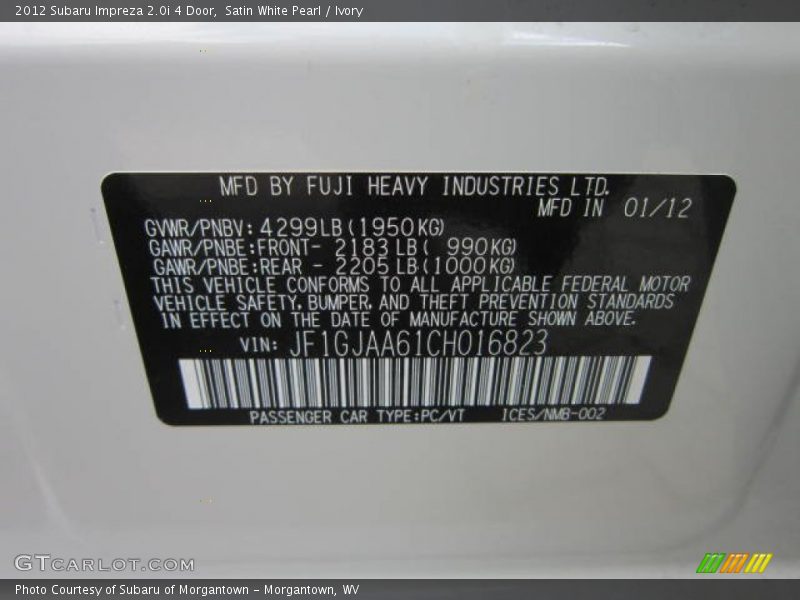 2012 Subaru Impreza 2.0i 4 Door,  Satin White Pearl / Ivory
MFD BY FUJI HEAVY INDUSTRIES LTD.
MFD IN 01/12
GVWR/PNBV: 4299LB(1950KG)
GAWR/PNBE:FRONT- 2183LB( 990KG)
GAWR/PNBE:REAR - 2205LB(1000KG)
THIS VEHICLE CONFORMS TO ALL APPLICABLE FEDERAL MOTOR
VEHICLE SAFETY, BUMPER, AND THEFT PREVENTION STANDARDS
IN EFFECT ON THE DATE OF MANUFACTURE SHOWN ABOVE.
VIN: JF1GJAA61CH016823
PASSENGER CAR TYPE:PC/VT ICES/NMB-002
GTCARLOT.COM
Photo Courtesy of Subaru of Morgantown - Morgantown, WV